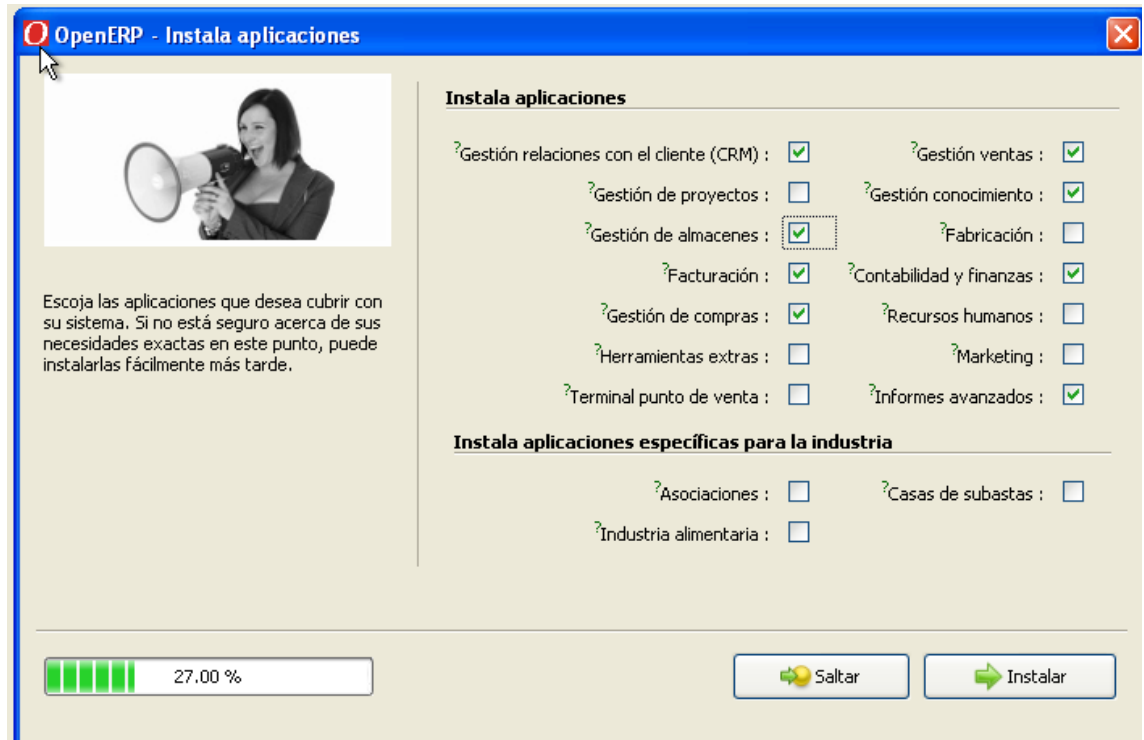 OpenERP - Instala aplicaciones
Instala aplicaciones
?Gestión relaciones con el cliente (CRM) : ?Gestión ventas :
?Gestión de proyectos : ?Gestión conocimiento :
?Gestión de almacenes : ?Fabricación :
?Facturación : ?Contabilidad y finanzas :
?Gestión de compras : ?Recursos humanos :
?Herramientas extras : ?Marketing :
?Terminal punto de venta : ?Informes avanzados :
Instala aplicaciones específicas para la industria
?Asociaciones : ?Casas de subastas :
?Industria alimentaria :
Escoja las aplicaciones que desea cubrir con
su sistema. Si no está seguro acerca de sus
necesidades exactas en este punto, puede
instalarlas fácilmente más tarde.
27.00 %
Saltar Instalar